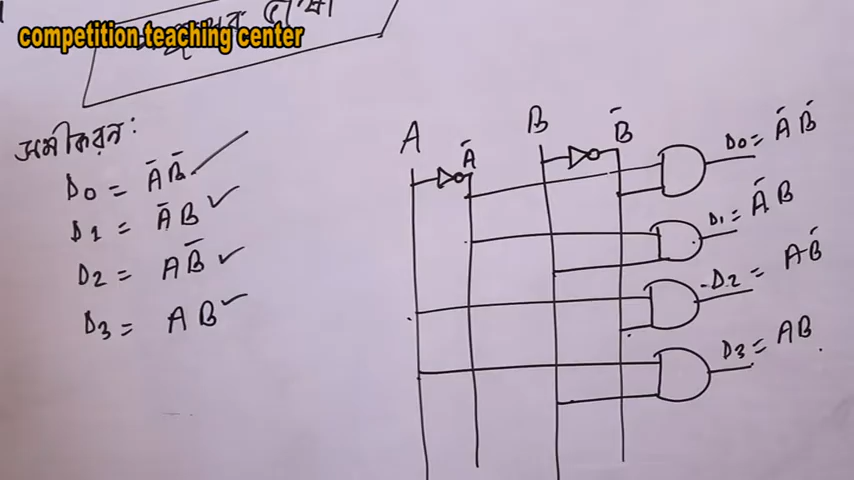 competition teaching center
সমীকরন:
D0 = ĀB̄
D1 = ĀB
D2 = AB̄
D3 = AB
A
Ā
B
B̄
D0 = ĀB̄
D1 = ĀB
D2 = AB̄
D3 = AB